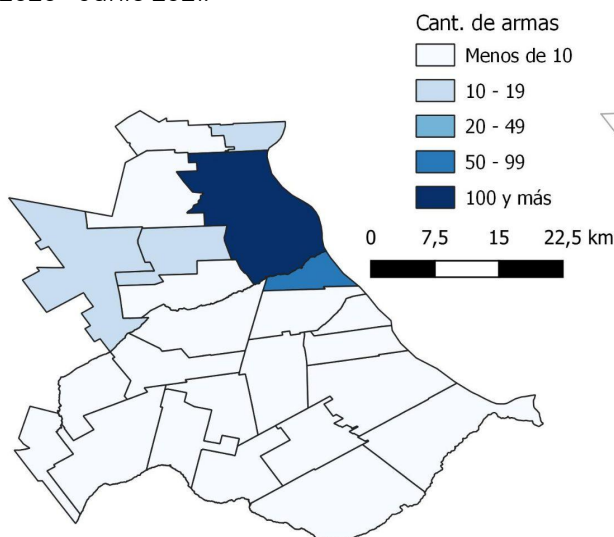 Cant. de armas
Menos de 10
10 - 19
20 - 49
50 - 99
100 y más
0 7,5 15 22,5 km